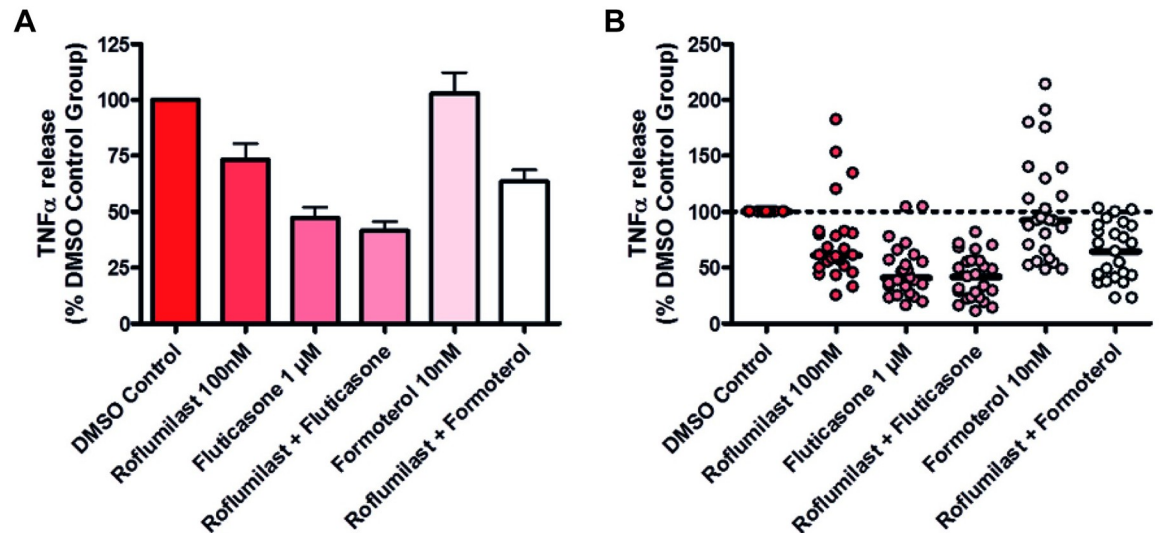 A
TNFα release
(% DMSO Control Group)
125
100
75
50
25
0
DMSO Control
Roflumilast 100nM
Fluticasone 1 µM
Roflumilast + Fluticasone
Formoterol 10nM
Roflumilast + Formoterol
B
TNFα release
(% DMSO Control Group)
250
200
150
100
50
0
DMSO Control
Roflumilast 100nM
Fluticasone 1 µM
Roflumilast + Fluticasone
Formoterol 10nM
Roflumilast + Formoterol